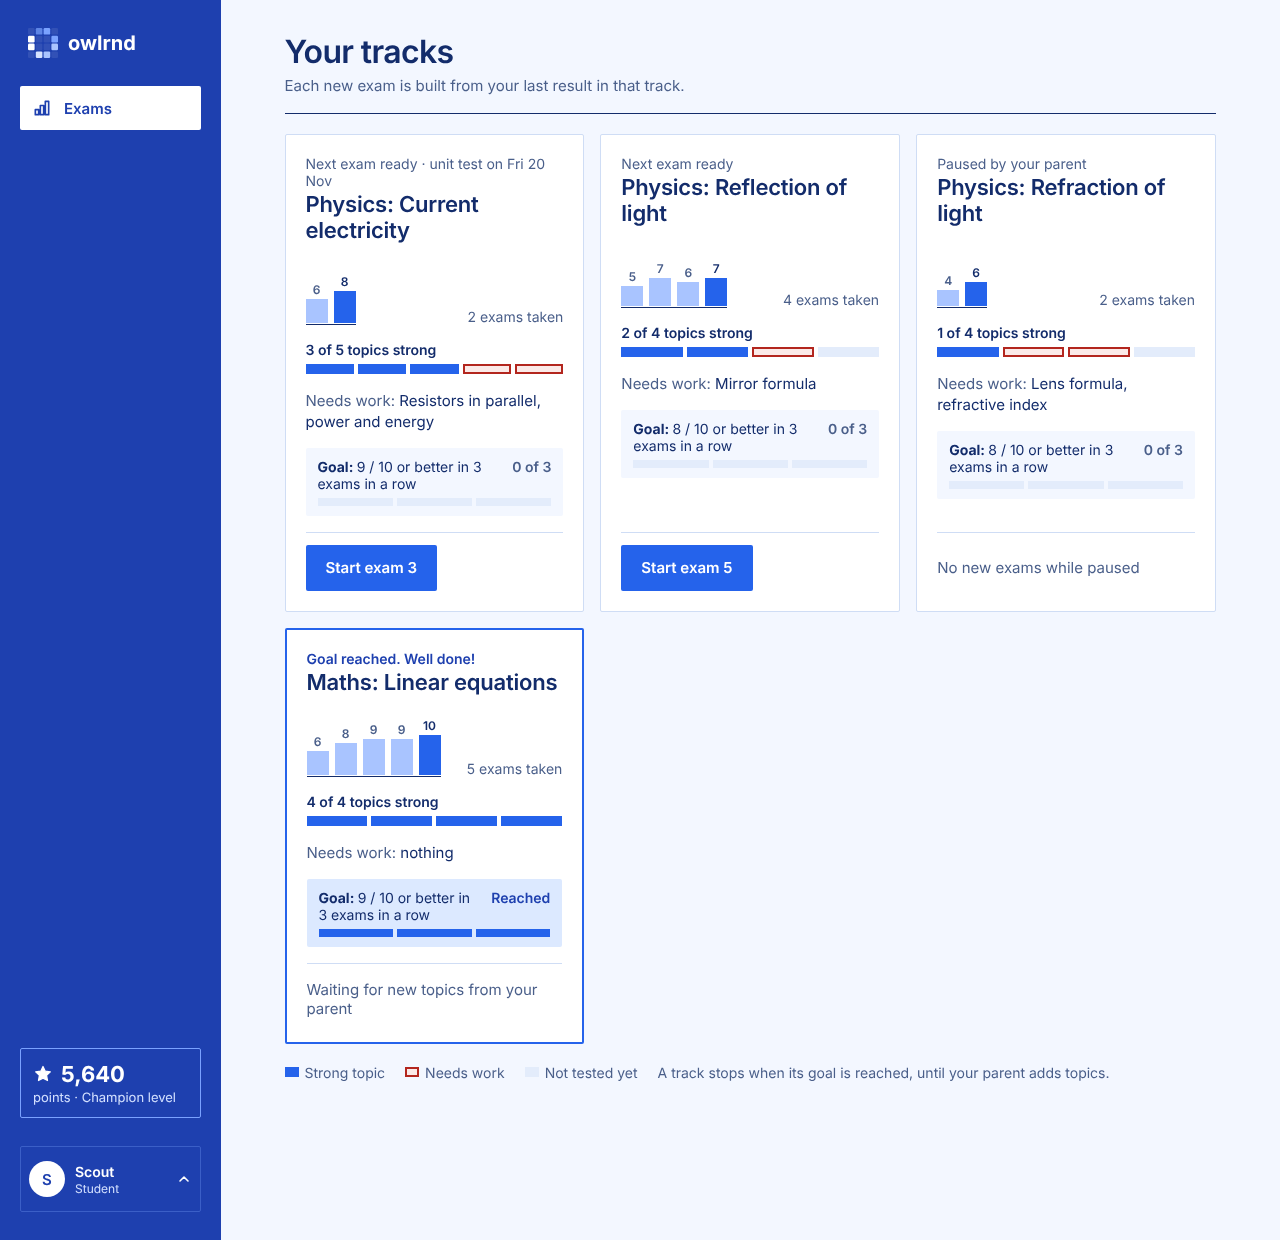 owlrnd
Exams
Your tracks
Each new exam is built from your last result in that track.
Next exam ready · unit test on Fri 20
Nov
Physics: Current
electricity
6 8
2 exams taken
3 of 5 topics strong
Needs work: Resistors in parallel,
power and energy
Goal: 9 / 10 or better in 3
exams in a row
0 of 3
Start exam 3
Next exam ready
Physics: Reflection of
light
5 7 6 7
4 exams taken
2 of 4 topics strong
Needs work: Mirror formula
Goal: 8 / 10 or better in 3
exams in a row
0 of 3
Start exam 5
Paused by your parent
Physics: Refraction of
light
4 6
2 exams taken
1 of 4 topics strong
Needs work: Lens formula,
refractive index
Goal: 8 / 10 or better in 3
exams in a row
0 of 3
No new exams while paused
Goal reached. Well done!
Maths: Linear equations
6 8 9 9 10
5 exams taken
4 of 4 topics strong
Needs work: nothing
Goal: 9 / 10 or better in
3 exams in a row
Reached
Waiting for new topics from your
parent
Strong topic
Needs work
Not tested yet
A track stops when its goal is reached, until your parent adds topics.
5,640
points · Champion level
S
Scout
Student